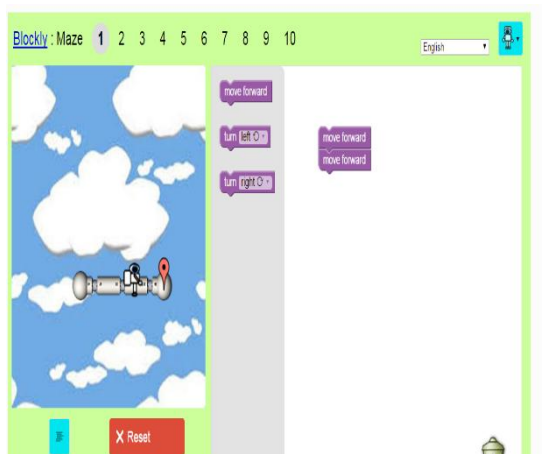 Blockly : Maze 1 2 3 4 5 6 7 8 9 10
English
move forward
turn left
turn right
move forward
move forward
X Reset